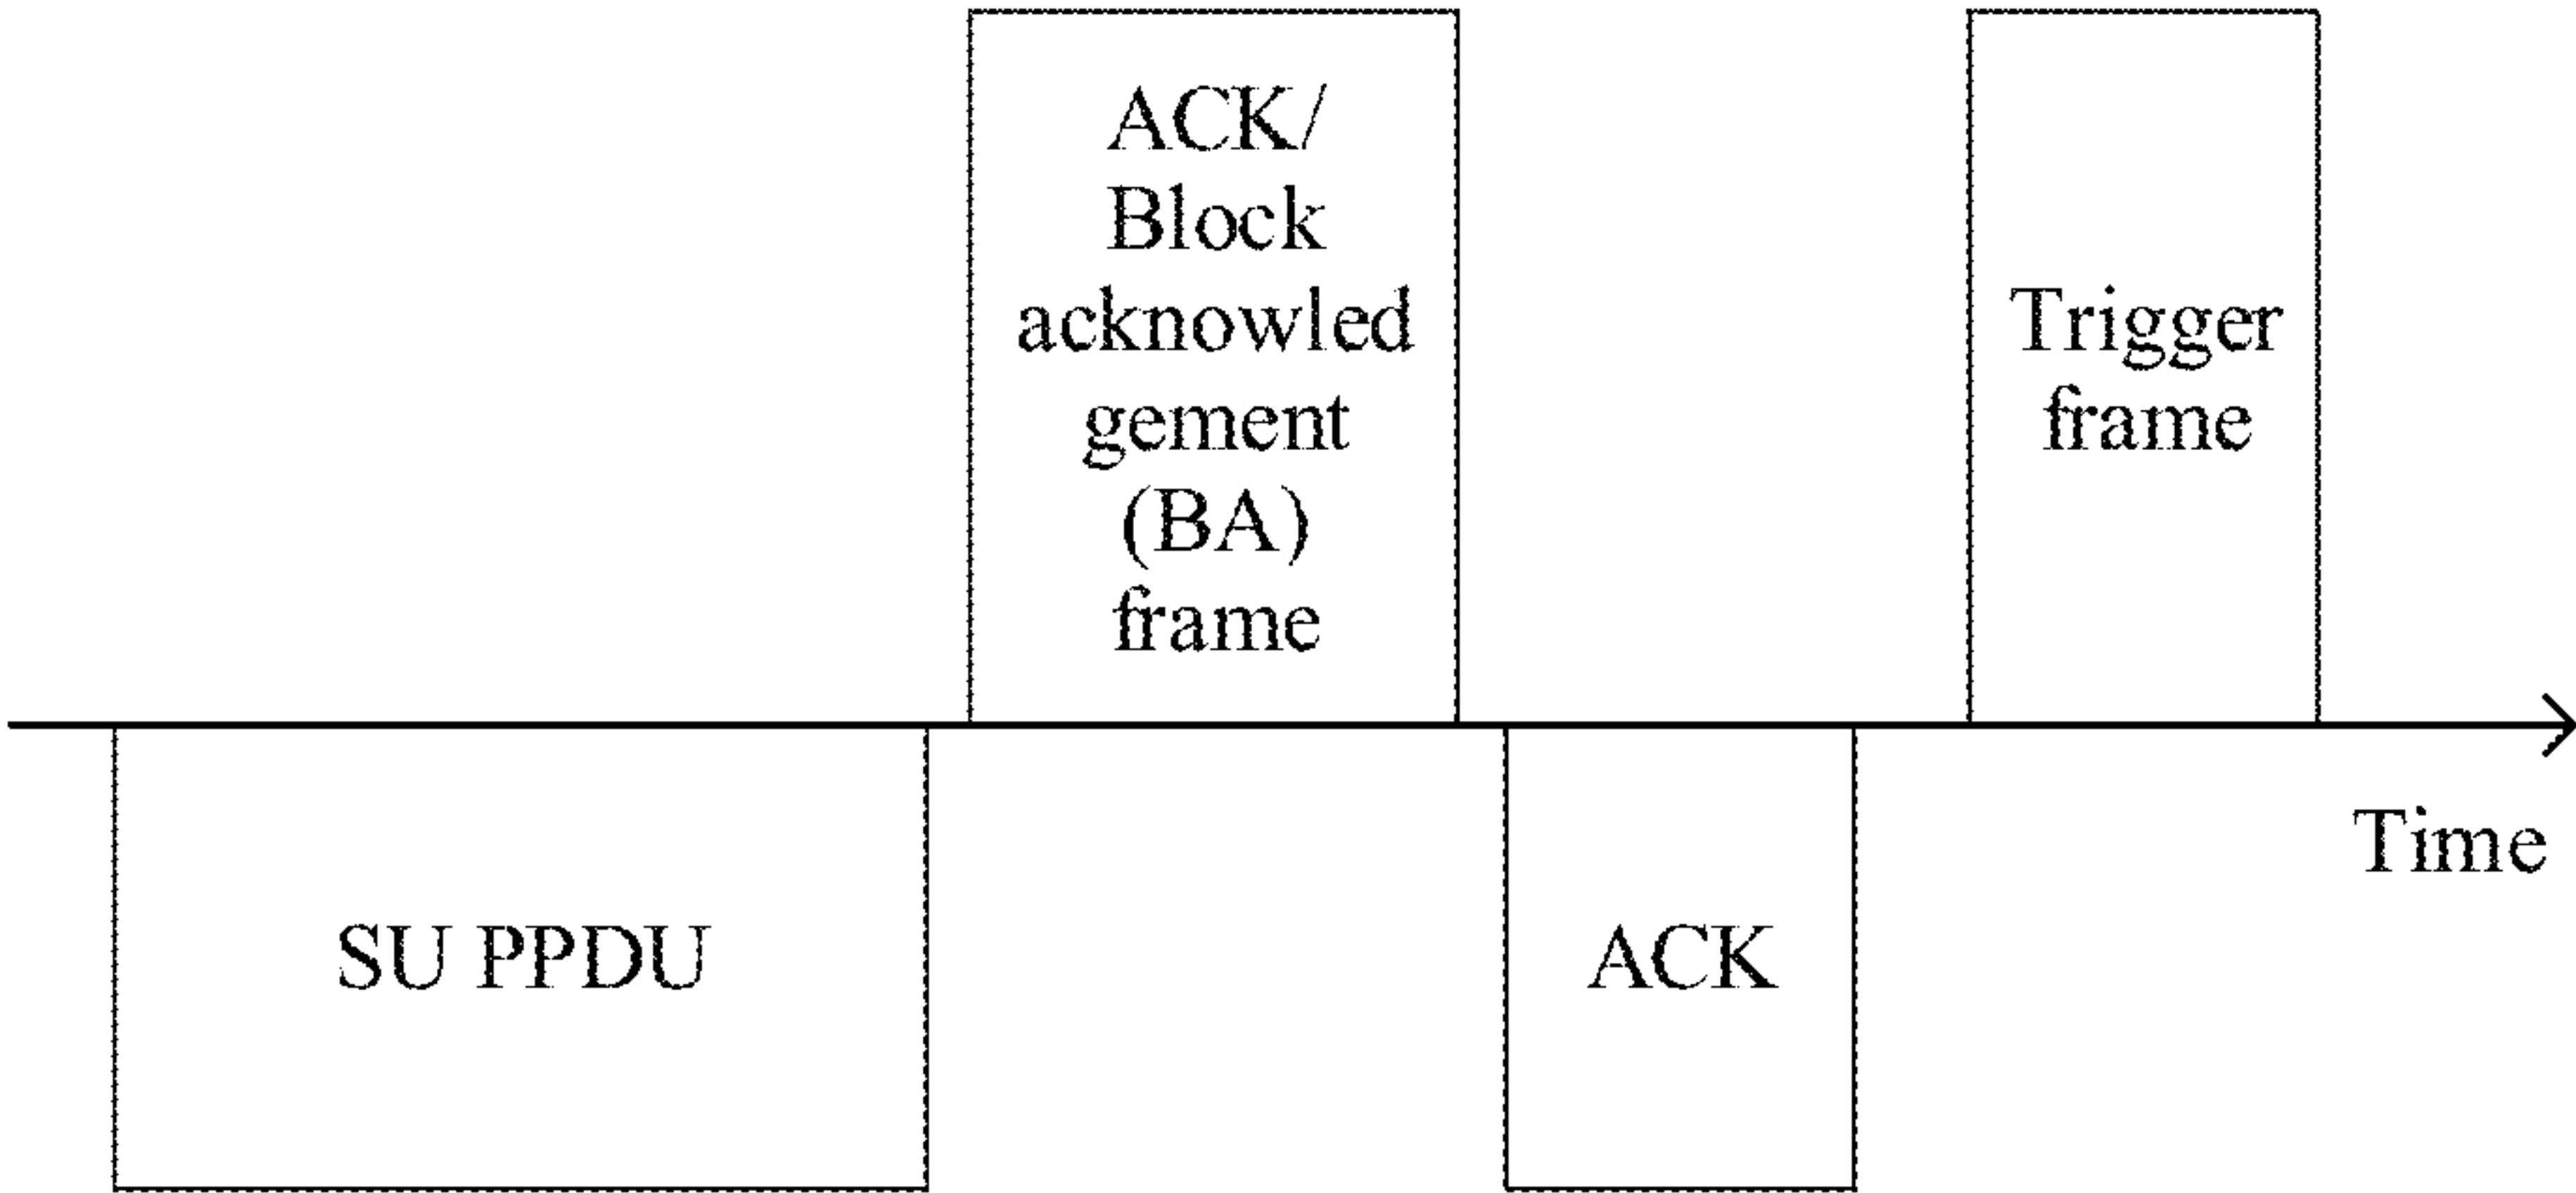 ACK/
Block
acknowled
gement
(BA)
frame
Trigger
frame
Time
SU PPDU
ACK